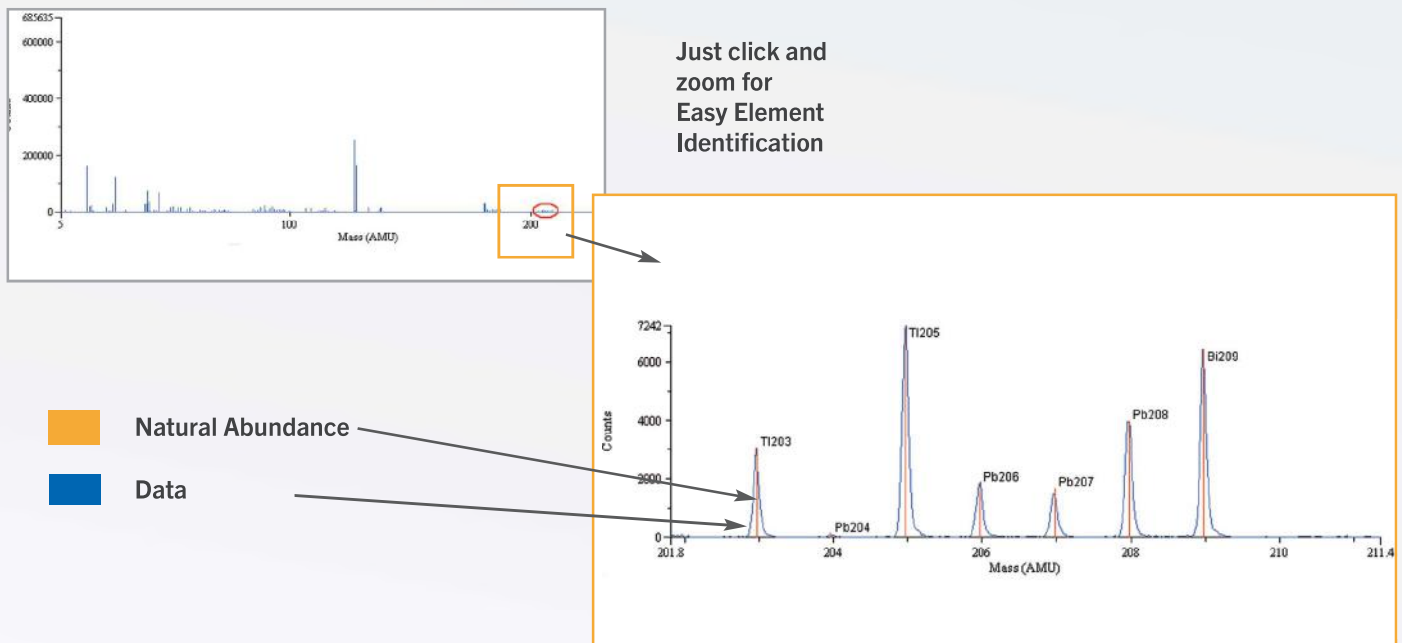 685635
600000
400000
200000
0
5
100
200
Mass (AMU)
Just click and
zoom for
Easy Element
Identification
Natural Abundance
Data
7242
6000
4000
2000
0
Counts
Tl203
Pb204
Tl205
Pb206
Pb207
Pb208
Bi209
201.8
204
206
208
210
211.4
Mass (AMU)